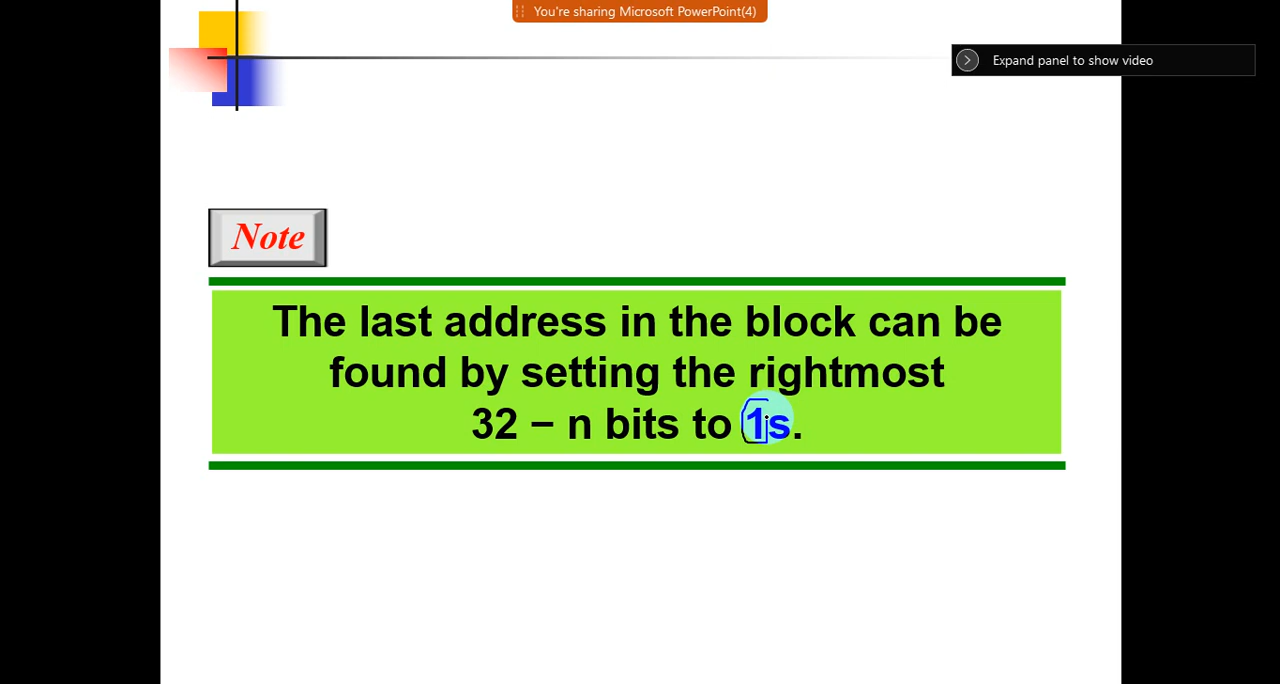 You're sharing Microsoft PowerPoint(4)
Expand panel to show video
Note
The last address in the block can be
found by setting the rightmost
32 − n bits to 1s.